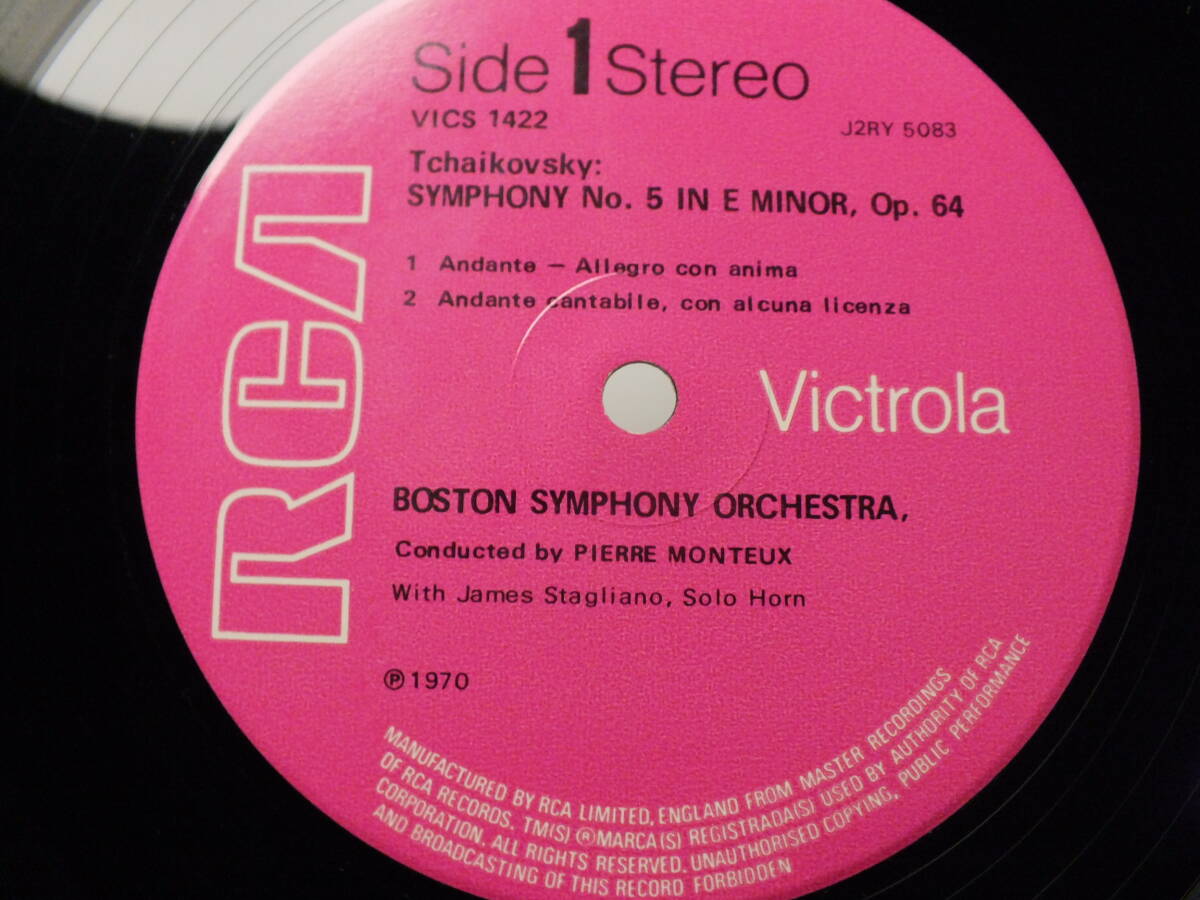 Side 1 Stereo
VICS 1422
J2RY 5083
Tchaikovsky:
SYMPHONY No. 5 IN E MINOR, Op. 64
1 Andante – Allegro con anima
2 Andante cantabile, con alcuna licenza
RCA
Victrola
BOSTON SYMPHONY ORCHESTRA,
Conducted by PIERRE MONTEUX
With James Stagliano, Solo Horn
℗ 1970
MANUFACTURED BY RCA LIMITED, ENGLAND FROM MASTER RECORDINGS
OF RCA RECORDS. TM(S) ® MARCA(S) REGISTRADA(S) USED BY AUTHORITY OF RCA
CORPORATION. ALL RIGHTS RESERVED. UNAUTHORISED COPYING, PUBLIC PERFORMANCE
AND BROADCASTING OF THIS RECORD FORBIDDEN